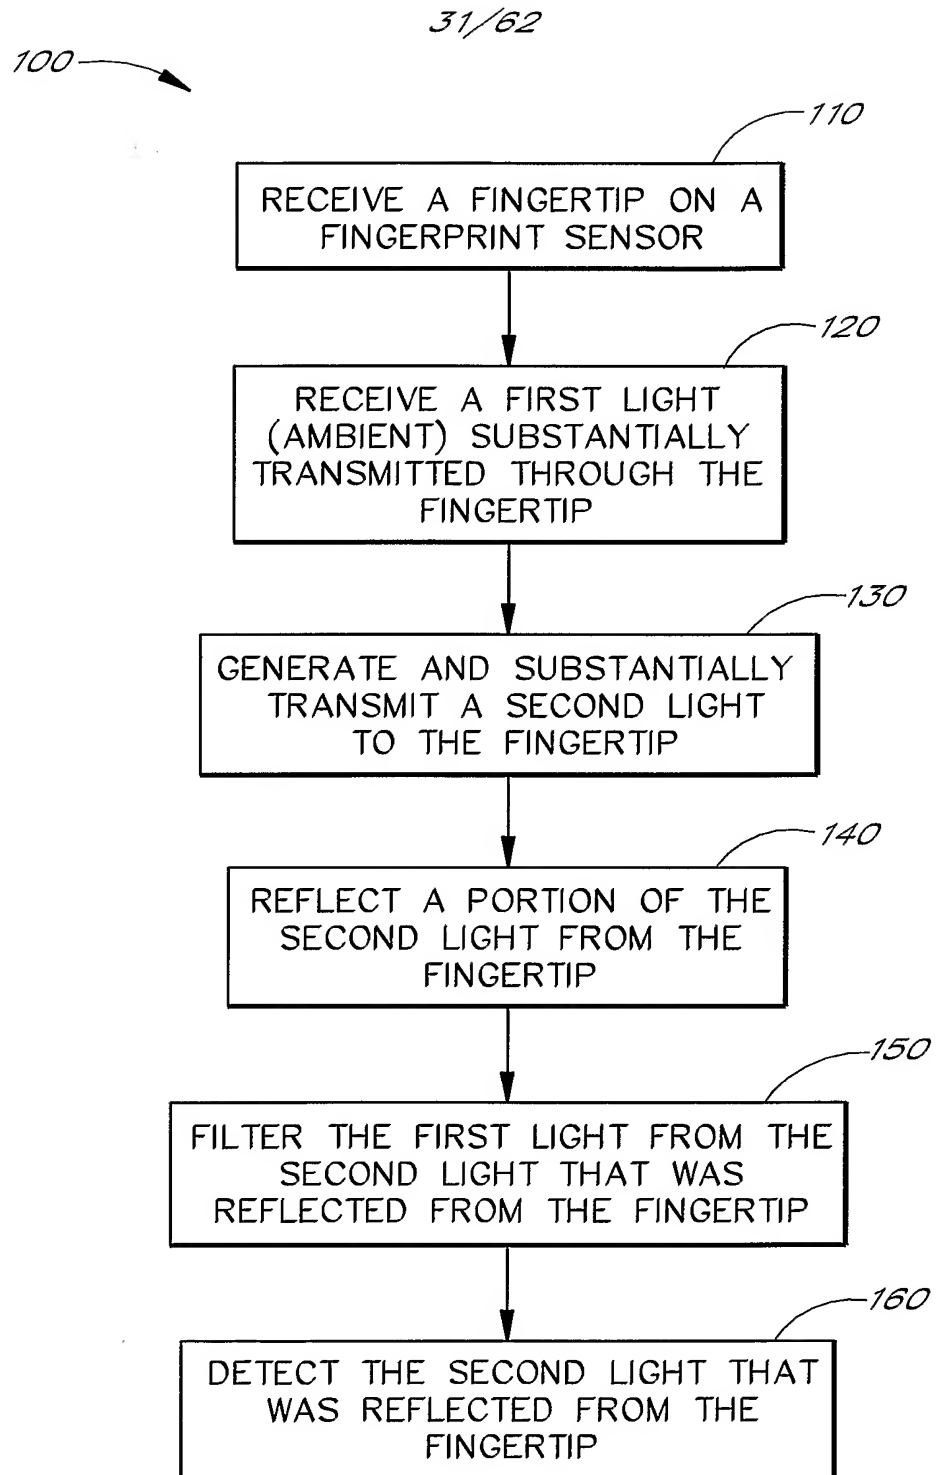 31/62
100
110
RECEIVE A FINGERTIP ON A
FINGERPRINT SENSOR
120
RECEIVE A FIRST LIGHT
(AMBIENT) SUBSTANTIALLY
TRANSMITTED THROUGH THE
FINGERTIP
130
GENERATE AND SUBSTANTIALLY
TRANSMIT A SECOND LIGHT
TO THE FINGERTIP
140
REFLECT A PORTION OF THE
SECOND LIGHT FROM THE
FINGERTIP
150
FILTER THE FIRST LIGHT FROM THE
SECOND LIGHT THAT WAS
REFLECTED FROM THE FINGERTIP
160
DETECT THE SECOND LIGHT THAT
WAS REFLECTED FROM THE
FINGERTIP